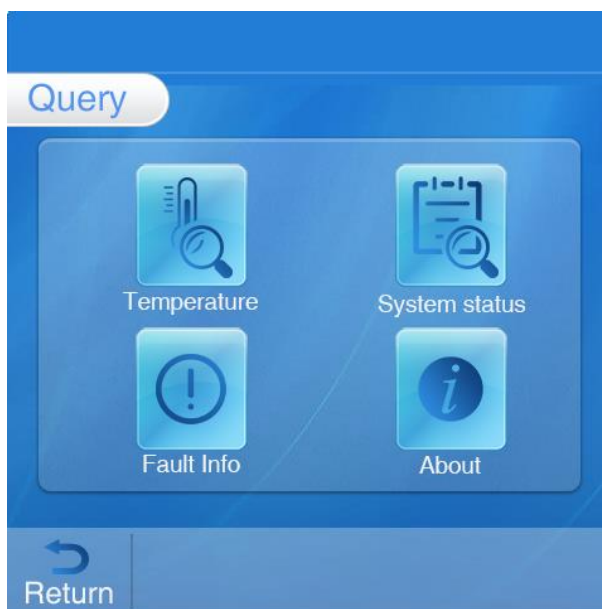 Query
Temperature
System status
Fault Info
About
Return